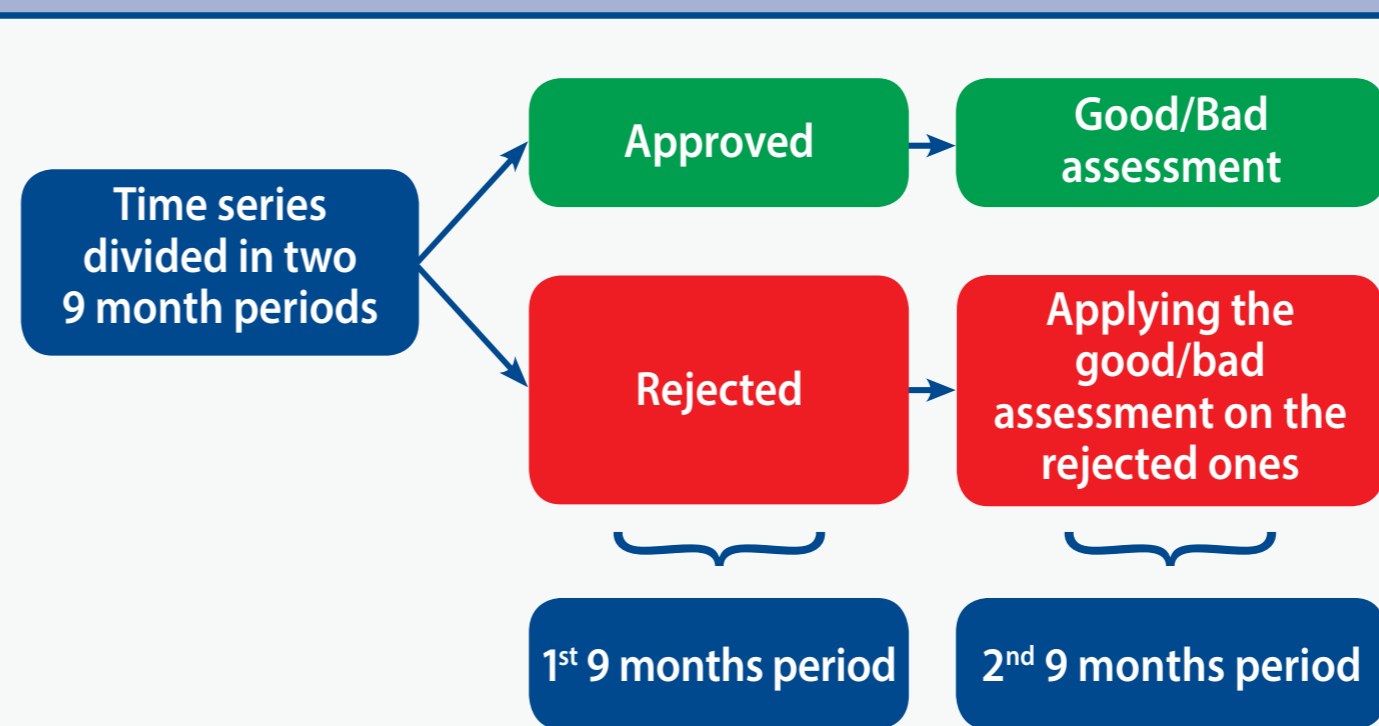 Time series
divided in two
9 month periods
Approved
Good/Bad
assessment
Rejected
Applying the
good/bad
assessment on the
rejected ones
1st 9 months period
2nd 9 months period